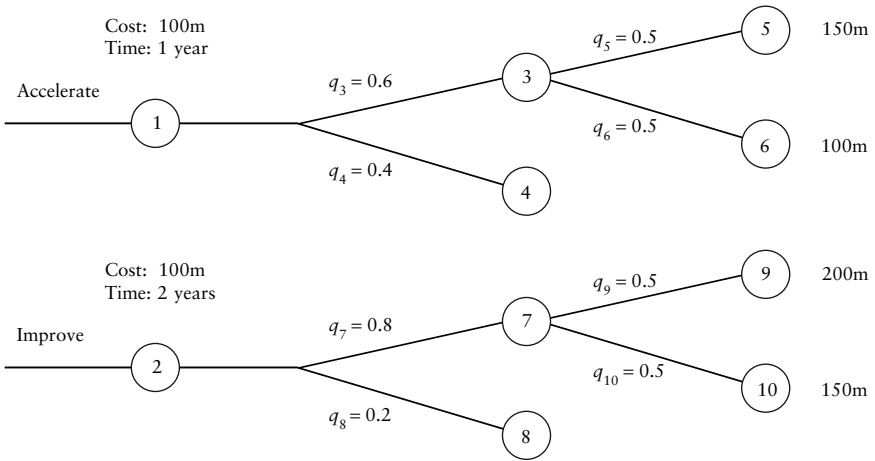 Cost: 100m
Time: 1 year
Accelerate
1
q3 = 0.6
q4 = 0.4
3
4
q5 = 0.5
q6 = 0.5
5
150m
6
100m
Cost: 100m
Time: 2 years
Improve
2
q7 = 0.8
q8 = 0.2
7
8
q9 = 0.5
q10 = 0.5
9
200m
10
150m